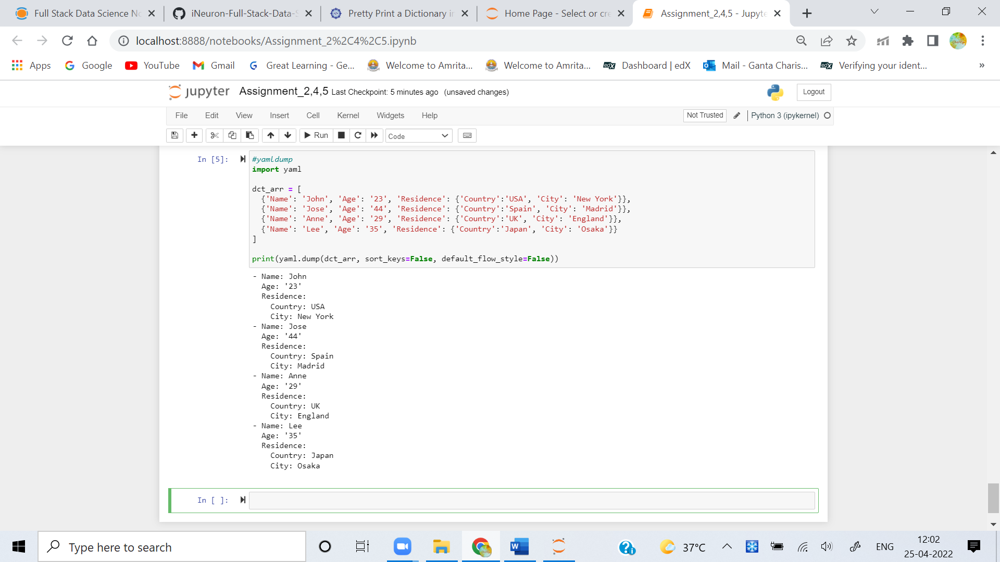 Full Stack Data Science No
iNeuron-Full-Stack-Data-S
Pretty Print a Dictionary in
Home Page - Select or cre
Assignment_2,4,5 - Jupyte
localhost:8888/notebooks/Assignment_2%2C4%2C5.ipynb
Apps
Google
YouTube
Gmail
Great Learning - Ge...
Welcome to Amrita...
Welcome to Amrita...
Dashboard | edX
Mail - Ganta Charis...
Verifying your ident...
»
jupyter Assignment_2,4,5 Last Checkpoint: 5 minutes ago (unsaved changes)
Logout
File Edit View Insert Cell Kernel Widgets Help
Not Trusted
Python 3 (ipykernel)
Run
Code
In [5]:
#yamldump
import yaml
dct_arr = [
  {'Name': 'John', 'Age': '23', 'Residence': {'Country':'USA', 'City': 'New York'}},
  {'Name': 'Jose', 'Age': '44', 'Residence': {'Country':'Spain', 'City': 'Madrid'}},
  {'Name': 'Anne', 'Age': '29', 'Residence': {'Country':'UK', 'City': 'England'}},
  {'Name': 'Lee', 'Age': '35', 'Residence': {'Country':'Japan', 'City': 'Osaka'}}
]
print(yaml.dump(dct_arr, sort_keys=False, default_flow_style=False))
- Name: John
  Age: '23'
  Residence:
    Country: USA
    City: New York
- Name: Jose
  Age: '44'
  Residence:
    Country: Spain
    City: Madrid
- Name: Anne
  Age: '29'
  Residence:
    Country: UK
    City: England
- Name: Lee
  Age: '35'
  Residence:
    Country: Japan
    City: Osaka
In [ ]:
Type here to search
37°C
ENG
12:02
25-04-2022